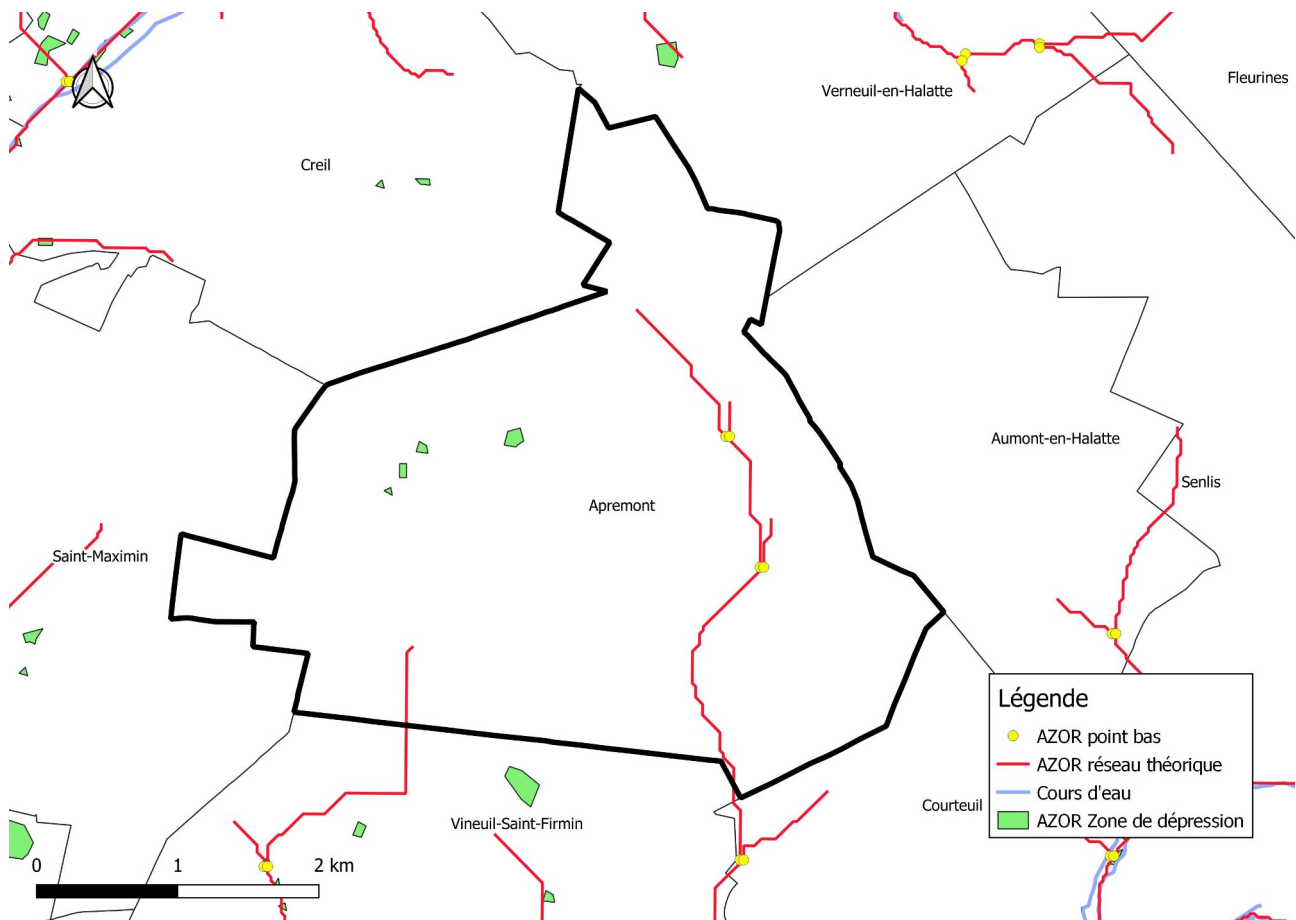 Fleurines
Verneuil-en-Halatte
Creil
Aumont-en-Halatte
Senlis
Apremont
Saint-Maximin
Légende
AZOR point bas
AZOR réseau théorique
Cours d'eau
AZOR Zone de dépression
Courteuil
Vineuil-Saint-Firmin
0 1 2 km